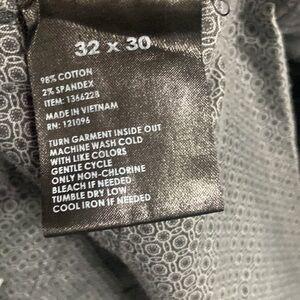 32 x 30
98% COTTON
2% SPANDEX
ITEM: 1366228
MADE IN VIETNAM
RN: 121096
TURN GARMENT INSIDE OUT
MACHINE WASH COLD
WITH LIKE COLORS
GENTLE CYCLE
ONLY NON-CHLORINE
BLEACH IF NEEDED
TUMBLE DRY LOW
COOL IRON IF NEEDED